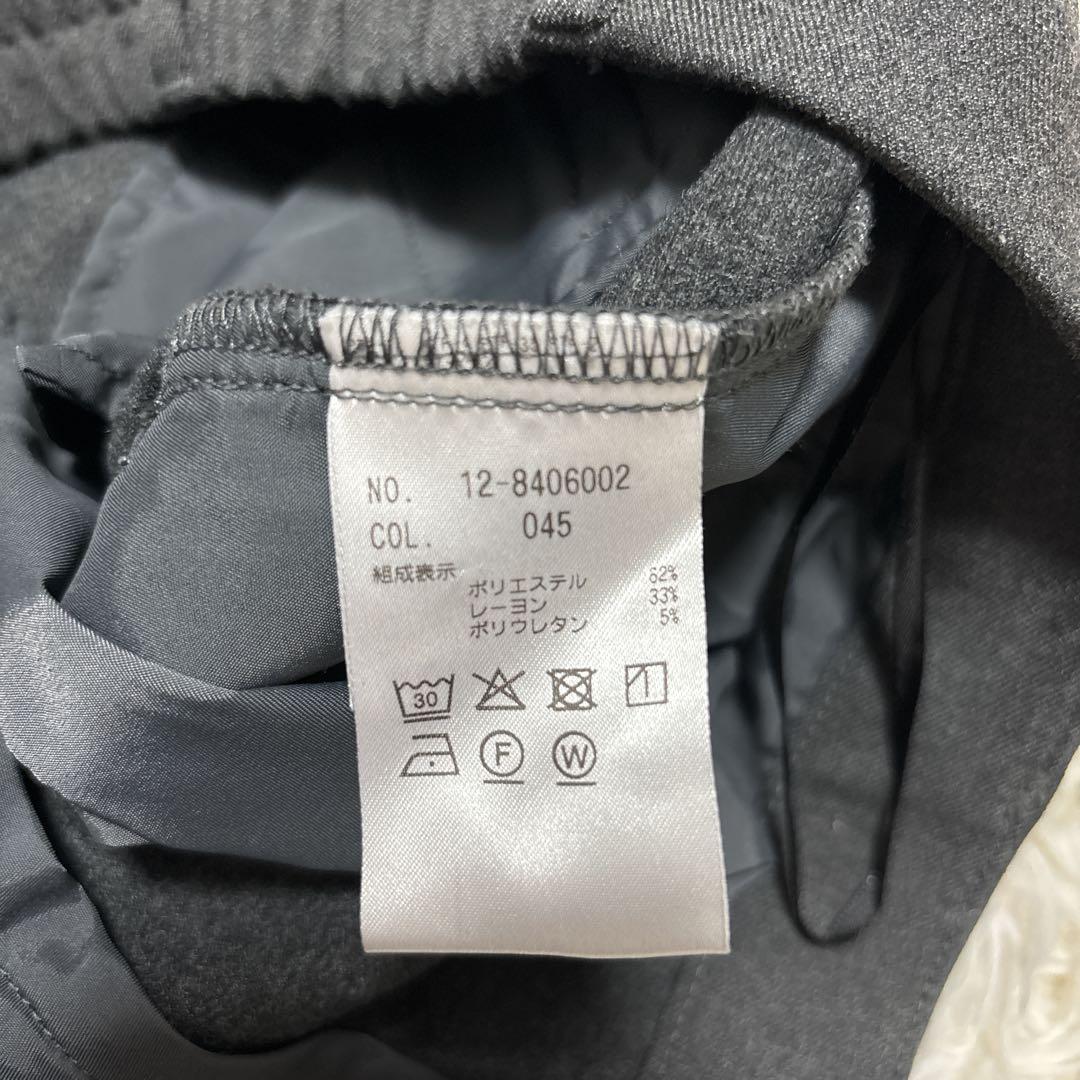 NO. 12-8406002
COL. 045
組成表示
ポリエステル 62%
レーヨン 33%
ポリウレタン 5%
30
F W